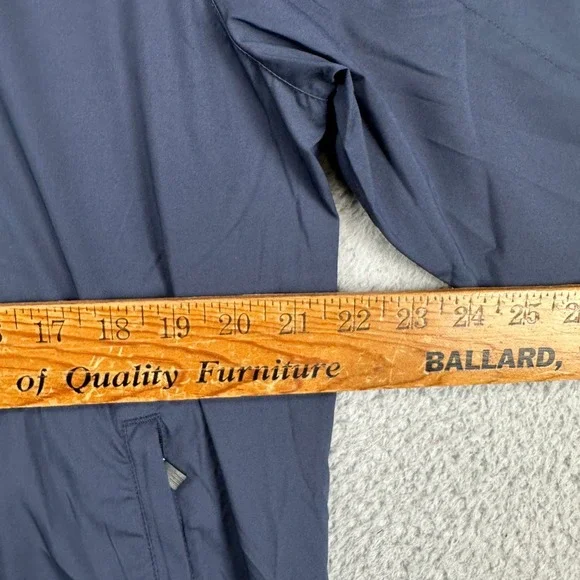 17 18 19 20 21 22 23 24 25
of Quality Furniture BALLARD,